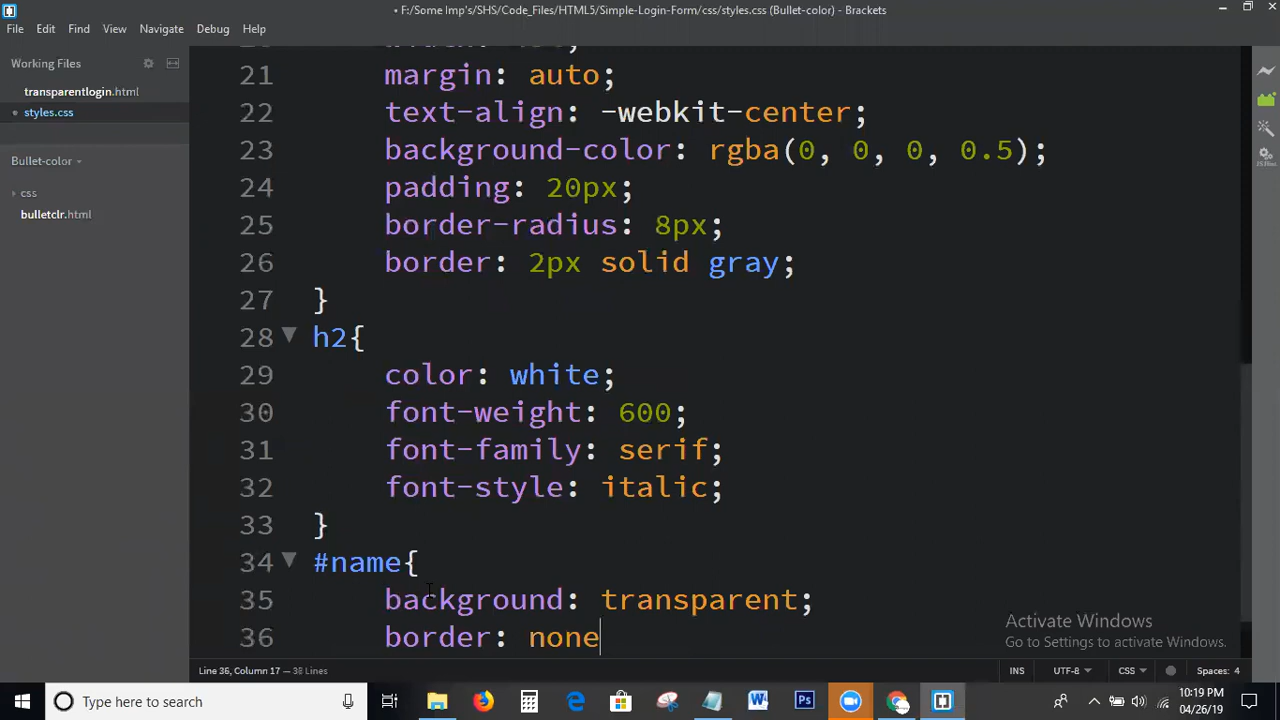 • F:/Some Imp's/SHS/Code_Files/HTML5/Simple-Login-Form/css/styles.css (Bullet-color) - Brackets
File Edit Find View Navigate Debug Help
Working Files
transparentlogin.html
styles.css
Bullet-color
css
bulletclr.html
21 margin: auto;
22 text-align: -webkit-center;
23 background-color: rgba(0, 0, 0, 0.5);
24 padding: 20px;
25 border-radius: 8px;
26 border: 2px solid gray;
27 }
28 h2{
29 color: white;
30 font-weight: 600;
31 font-family: serif;
32 font-style: italic;
33 }
34 #name{
35 background: transparent;
36 border: none
Activate Windows
Go to Settings to activate Windows.
Line 36, Column 17 — 38 Lines INS UTF-8 CSS Spaces: 4
Type here to search
10:19 PM
04/26/19